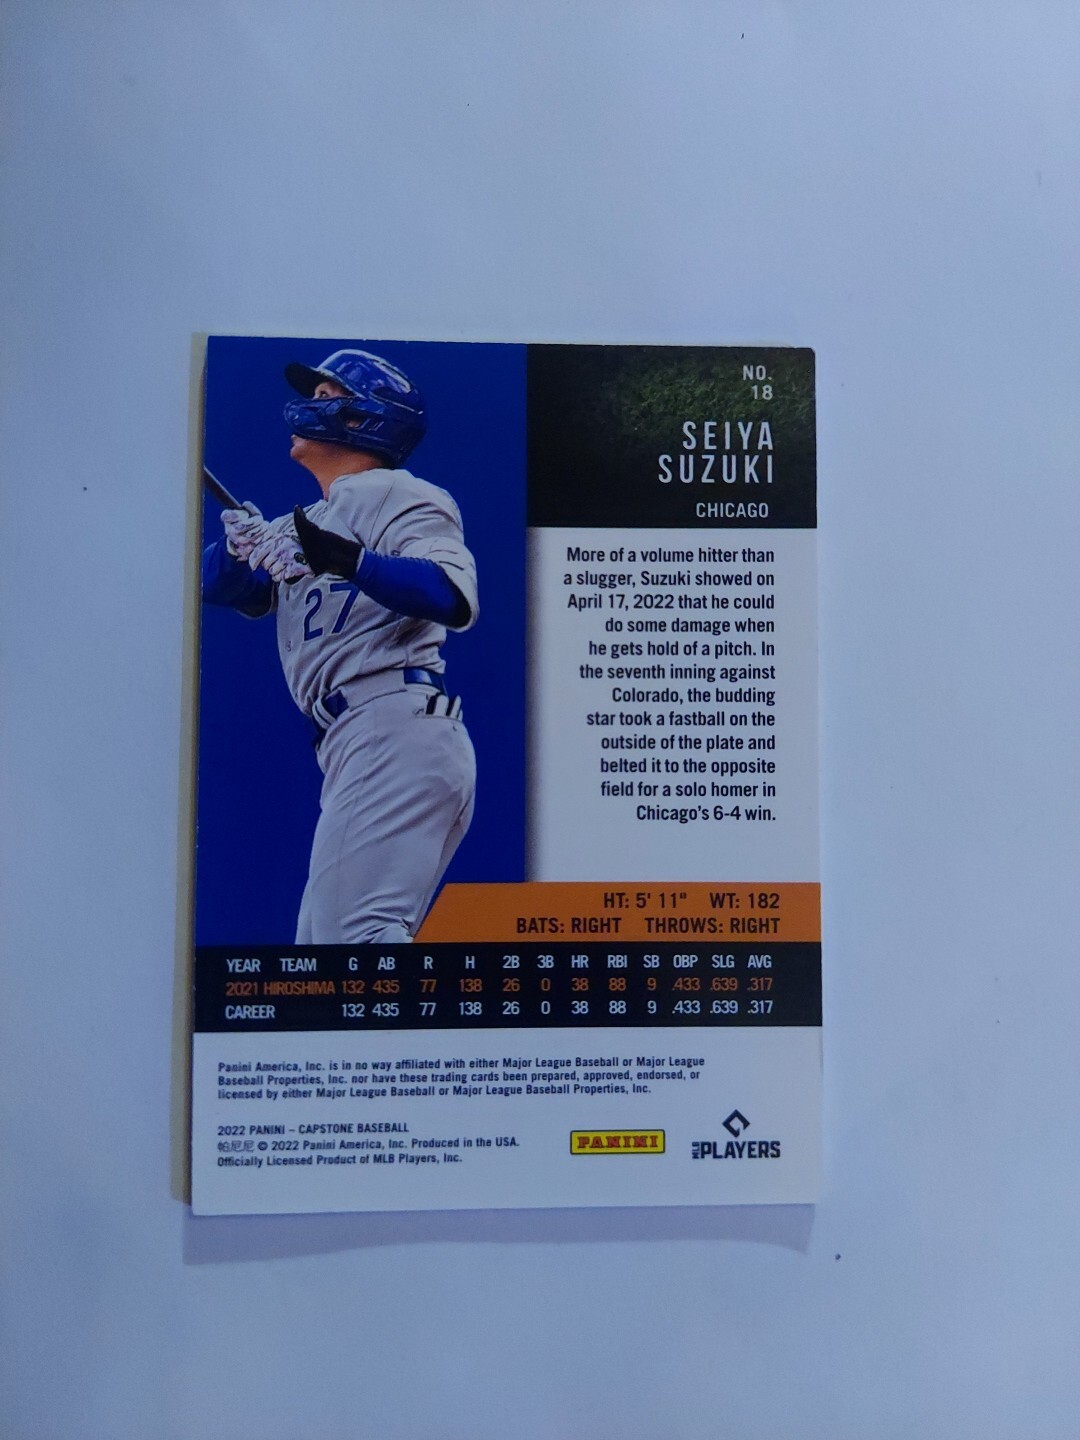 NO.
18
SEIYA
SUZUKI
CHICAGO
More of a volume hitter than
a slugger, Suzuki showed on
April 17, 2022 that he could
do some damage when
he gets hold of a pitch. In
the seventh inning against
Colorado, the budding
star took a fastball on the
outside of the plate and
belted it to the opposite
field for a solo homer in
Chicago's 6-4 win.
27
HT: 5' 11" WT: 182
BATS: RIGHT THROWS: RIGHT
YEAR TEAM G AB R H 2B 3B HR RBI SB OBP SLG AVG
2021 HIROSHIMA 132 435 77 138 26 0 38 88 9 .433 .639 .317
CAREER 132 435 77 138 26 0 38 88 9 .433 .639 .317
Panini America, Inc. is in no way affiliated with either Major League Baseball or Major League
Baseball Properties, Inc. nor have these trading cards been prepared, approved, endorsed, or
licensed by either Major League Baseball or Major League Baseball Properties, Inc.
2022 PANINI – CAPSTONE BASEBALL
帕尼尼 © 2022 Panini America, Inc. Produced in the USA.
Officially Licensed Product of MLB Players, Inc.
PANINI
MLB PLAYERS